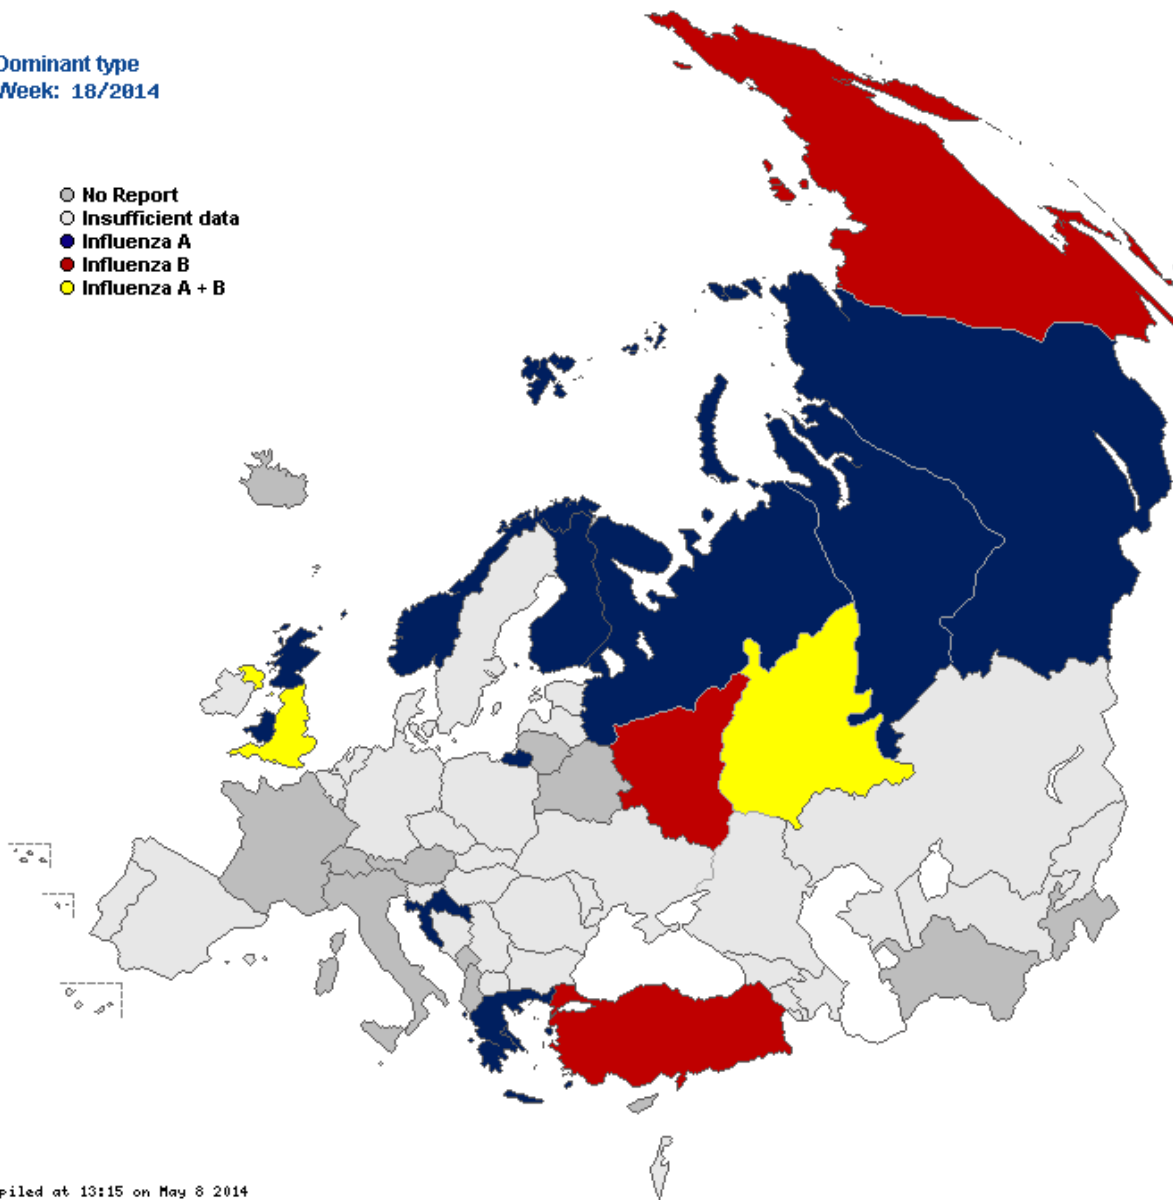 Dominant type
Week: 18/2014
No Report
Insufficient data
Influenza A
Influenza B
Influenza A + B
piled at 13:15 on May 8 2014